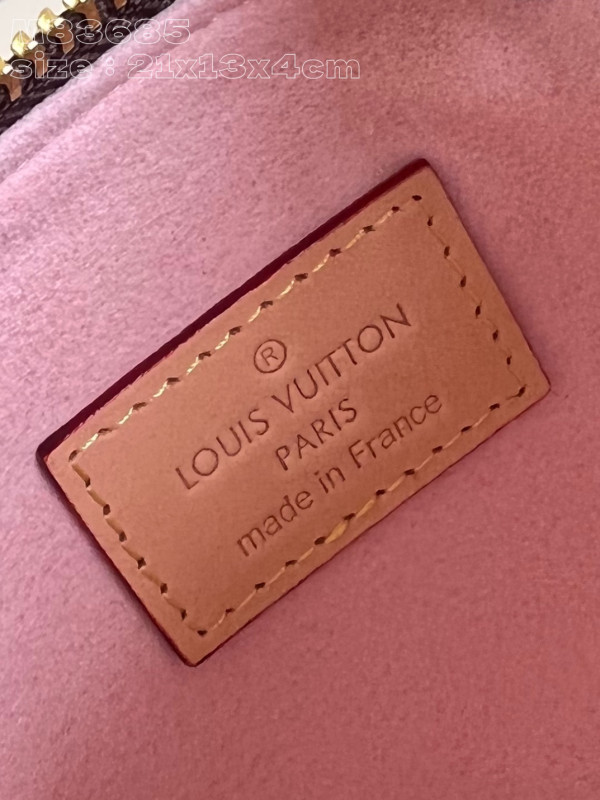 M83685
size : 21x13x4cm
®
LOUIS VUITTON
PARIS
made in France